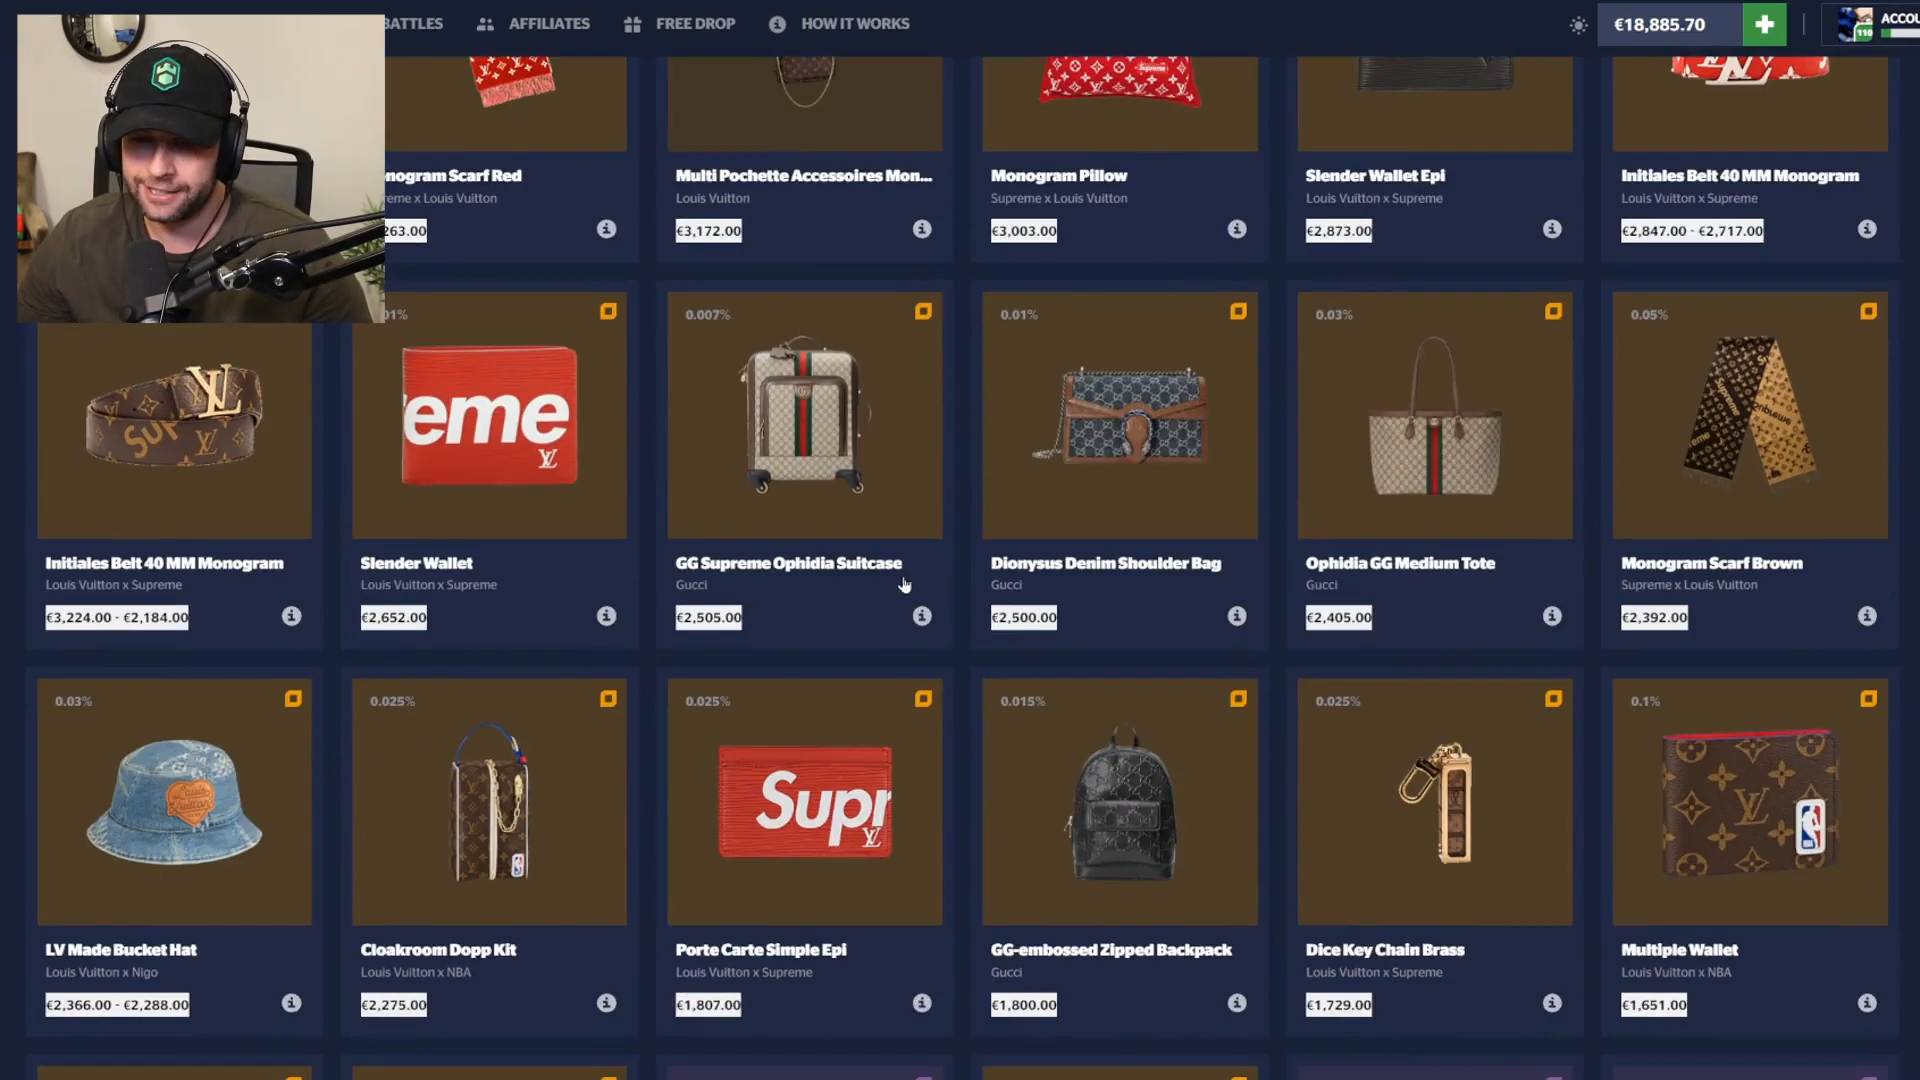 BATTLES AFFILIATES FREE DROP HOW IT WORKS €18,885.70 110
nogram Scarf Red
eme x Louis Vuitton
263.00
Multi Pochette Accessoires Mon...
Louis Vuitton
€3,172.00
Monogram Pillow
Supreme x Louis Vuitton
€3,003.00
Slender Wallet Epi
Louis Vuitton x Supreme
€2,873.00
Initiales Belt 40 MM Monogram
Louis Vuitton x Supreme
€2,847.00 - €2,717.00
Initiales Belt 40 MM Monogram
Louis Vuitton x Supreme
€3,224.00 - €2,184.00
01%
eme
Slender Wallet
Louis Vuitton x Supreme
€2,652.00
0.007%
GG Supreme Ophidia Suitcase
Gucci
€2,505.00
0.01%
Dionysus Denim Shoulder Bag
Gucci
€2,500.00
0.03%
Ophidia GG Medium Tote
Gucci
€2,405.00
0.05%
Monogram Scarf Brown
Supreme x Louis Vuitton
€2,392.00
0.03%
Louis
Vuitton
LV Made Bucket Hat
Louis Vuitton x Nigo
€2,366.00 - €2,288.00
0.025%
Cloakroom Dopp Kit
Louis Vuitton x NBA
€2,275.00
0.025%
Supr
Porte Carte Simple Epi
Louis Vuitton x Supreme
€1,807.00
0.015%
GG-embossed Zipped Backpack
Gucci
€1,800.00
0.025%
Dice Key Chain Brass
Louis Vuitton x Supreme
€1,729.00
0.1%
Multiple Wallet
Louis Vuitton x NBA
€1,651.00